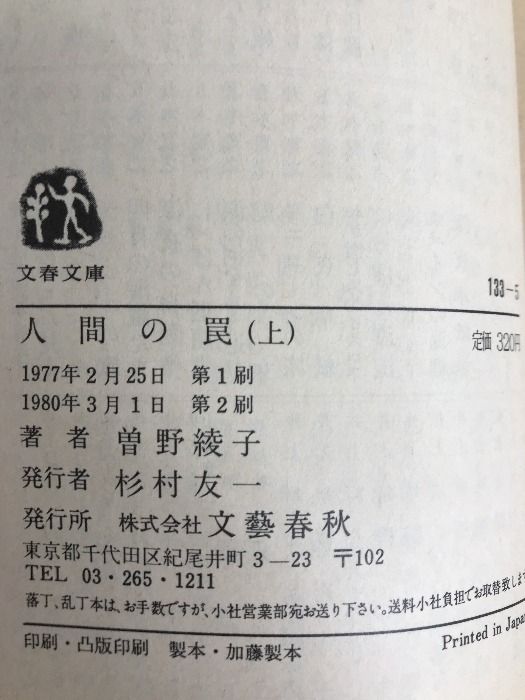 文春文庫
133-5
人間の罠(上)
定価320円
1977年2月25日 第1刷
1980年3月1日 第2刷
著者 曽野綾子
発行者 杉村友一
発行所 株式会社 文藝春秋
東京都千代田区紀尾井町3―23 〒102
TEL 03・265・1211
落丁、乱丁本は、お手数ですが、小社営業部宛お送り下さい。送料小社負担でお取替致します
印刷・凸版印刷 製本・加藤製本
Printed in Japan